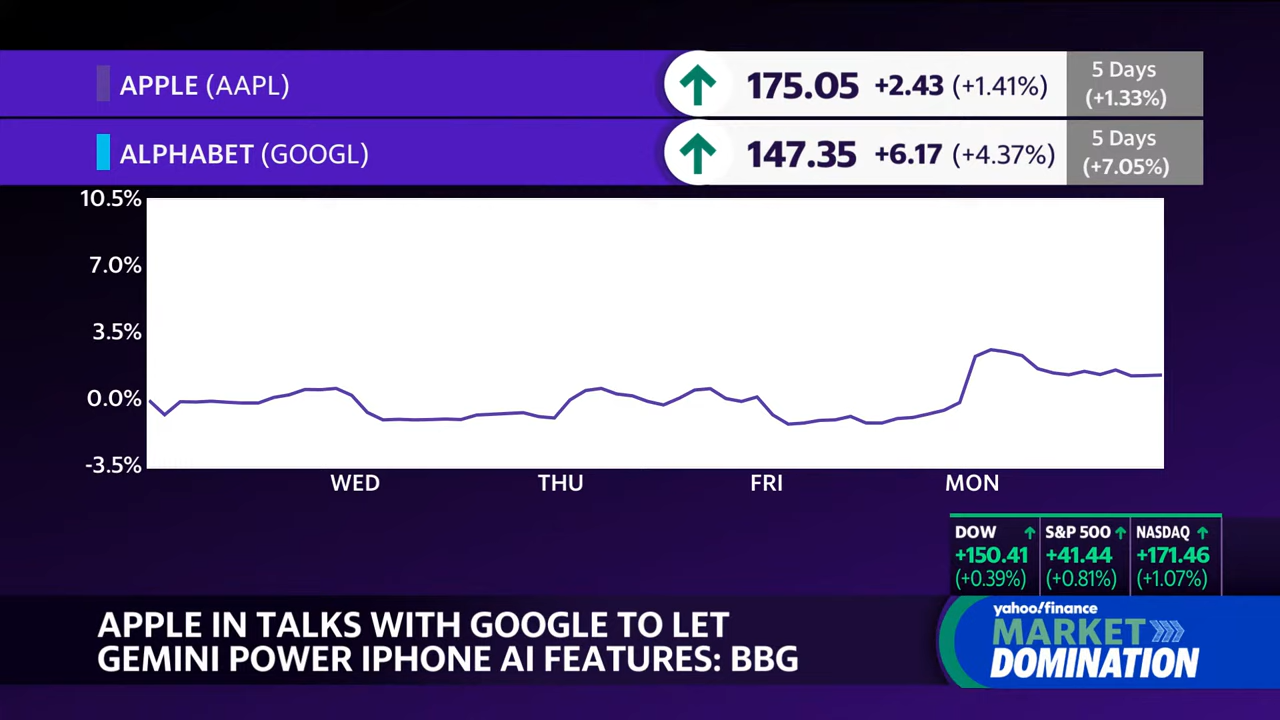 APPLE (AAPL) 175.05 +2.43 (+1.41%) 5 Days (+1.33%)
ALPHABET (GOOGL) 147.35 +6.17 (+4.37%) 5 Days (+7.05%)
10.5%
7.0%
3.5%
0.0%
-3.5%
WED THU FRI MON
DOW S&P 500 NASDAQ
+150.41 +41.44 +171.46
(+0.39%) (+0.81%) (+1.07%)
APPLE IN TALKS WITH GOOGLE TO LET
GEMINI POWER IPHONE AI FEATURES: BBG
yahoo!finance
MARKET
DOMINATION